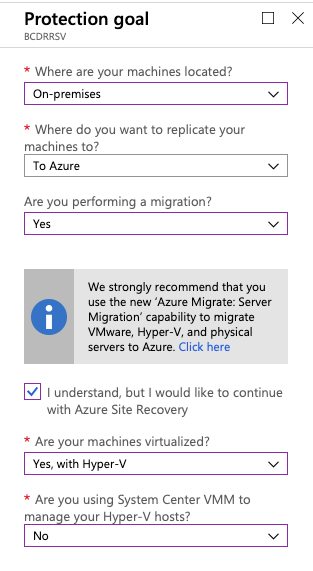 Protection goal
BCDRRSV
* Where are your machines located?
On-premises
* Where do you want to replicate your
machines to?
To Azure
Are you performing a migration?
Yes
We strongly recommend that you
use the new 'Azure Migrate: Server
Migration' capability to migrate
VMware, Hyper-V, and physical
servers to Azure. Click here
I understand, but I would like to continue
with Azure Site Recovery
* Are your machines virtualized?
Yes, with Hyper-V
* Are you using System Center VMM to
manage your Hyper-V hosts?
No